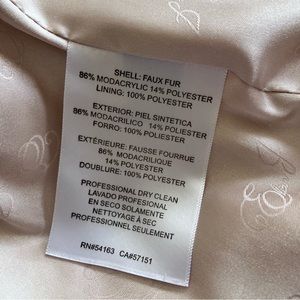 SHELL: FAUX FUR
86% MODACRYLIC 14% POLYESTER
LINING: 100% POLYESTER
EXTERIOR: PIEL SINTETICA
86% MODACRILICO 14% POLYESTER
FORRO: 100% POLYESTER
EXTÉRIEURE: FAUSSE FOURRUE
86% MODACRILIQUE
14% POLYESTER
DOUBLURE: 100% POLYESTER
PROFESSIONAL DRY CLEAN
LAVADO PROFESIONAL
EN SECO SOLAMENTE
NETTOYAGE À SEC
PROFESSIONNEL SEULEMENT
RN#54163 CA#57151